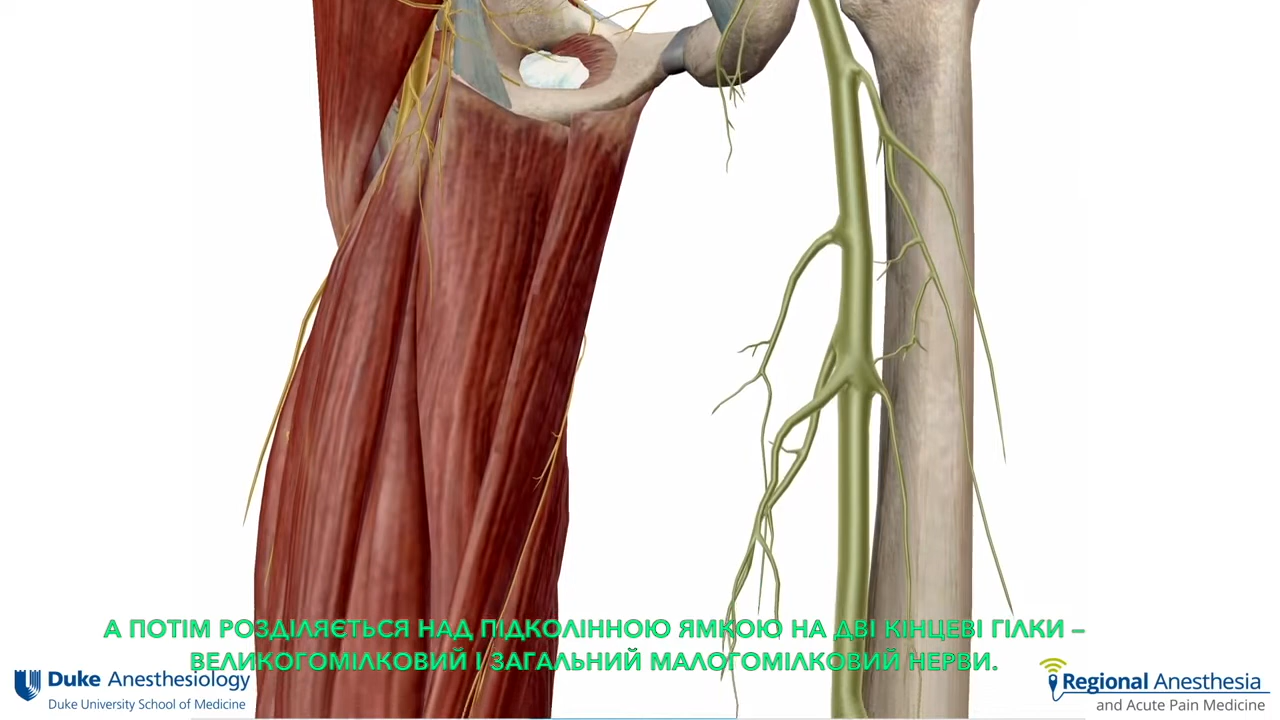 А ПОТІМ РОЗДІЛЯЄТЬСЯ НАД ПІДКОЛІННОЮ ЯМКОЮ НА ДВІ КІНЦЕВІ ГІЛКИ –
ВЕЛИКОГОМІЛКОВИЙ І ЗАГАЛЬНИЙ МАЛОГОМІЛКОВИЙ НЕРВИ.
Duke Anesthesiology
Duke University School of Medicine
Regional Anesthesia
and Acute Pain Medicine